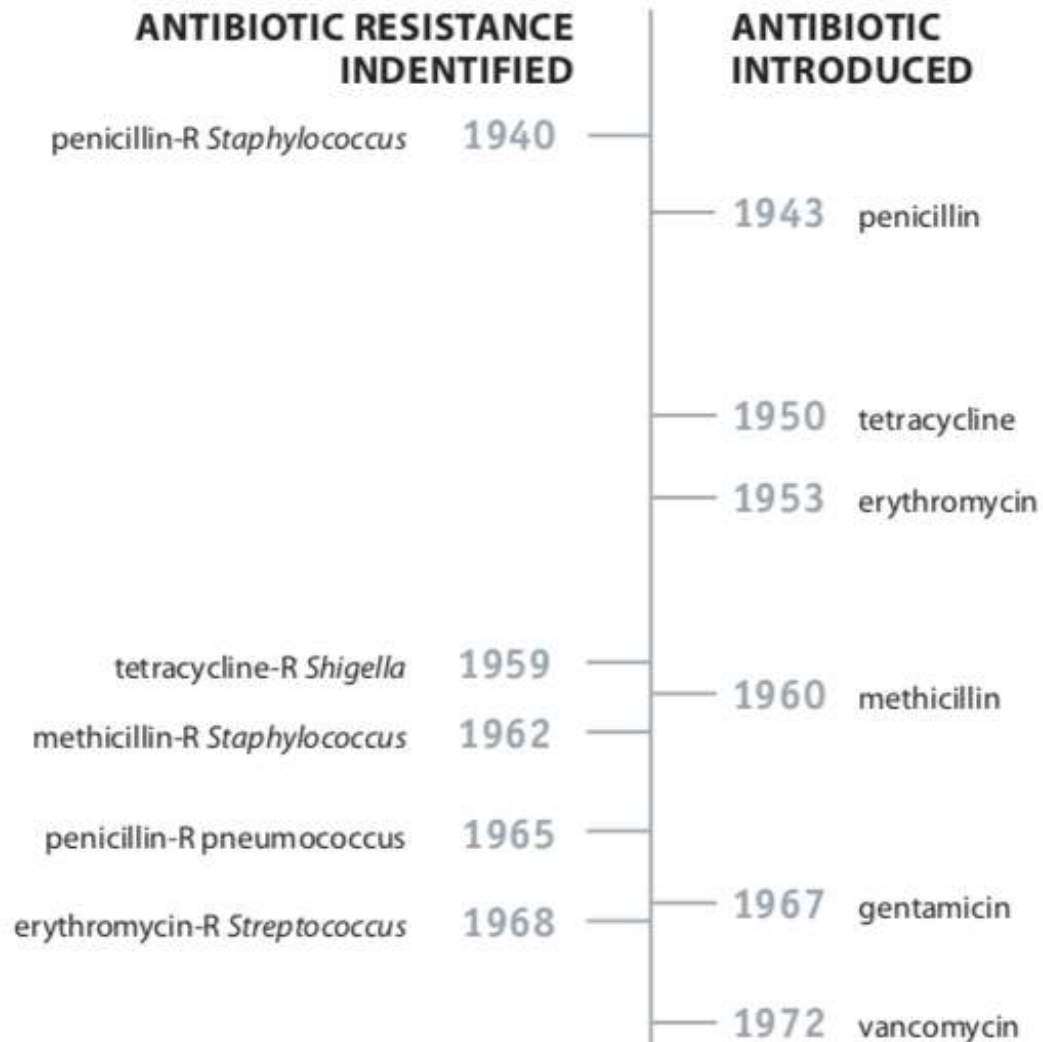 ANTIBIOTIC RESISTANCE
INDENTIFIED
ANTIBIOTIC
INTRODUCED
penicillin-R Staphylococcus 1940
1943 penicillin
1950 tetracycline
1953 erythromycin
tetracycline-R Shigella 1959
1960 methicillin
methicillin-R Staphylococcus 1962
penicillin-R pneumococcus 1965
1967 gentamicin
erythromycin-R Streptococcus 1968
1972 vancomycin